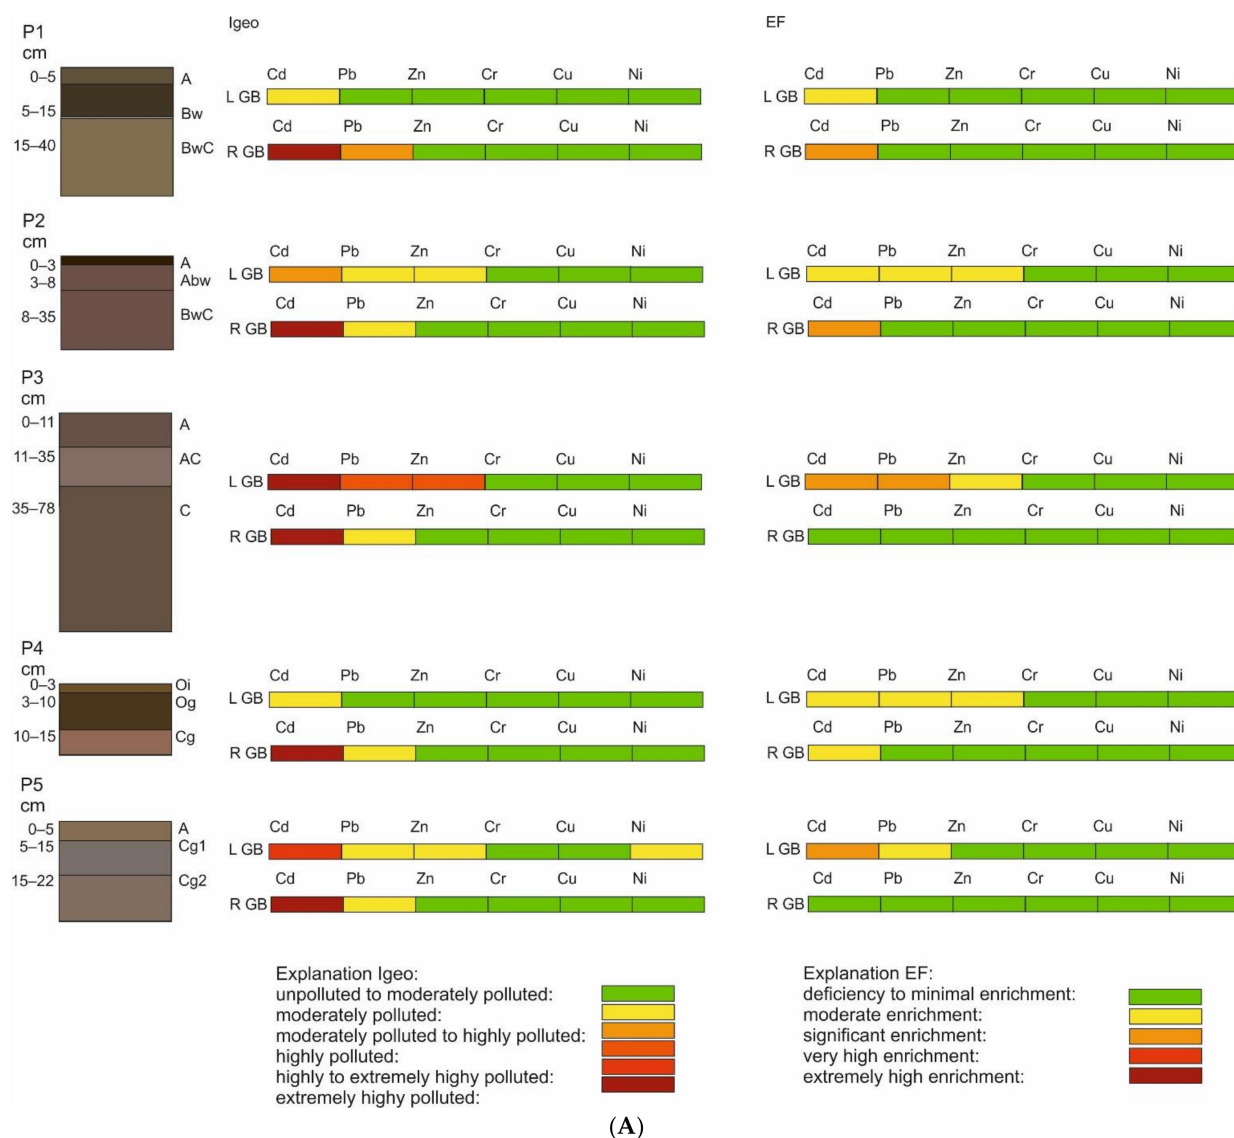 P1
cm
Igeo
EF
0–5
A
5–15
Bw
15–40
BwC
Cd Pb Zn Cr Cu Ni
L GB
Cd Pb Zn Cr Cu Ni
R GB
Cd Pb Zn Cr Cu Ni
L GB
Cd Pb Zn Cr Cu Ni
R GB
P2
cm
0–3
A
3–8
Abw
8–35
BwC
Cd Pb Zn Cr Cu Ni
L GB
Cd Pb Zn Cr Cu Ni
R GB
Cd Pb Zn Cr Cu Ni
L GB
Cd Pb Zn Cr Cu Ni
R GB
P3
cm
0–11
A
11–35
AC
35–78
C
Cd Pb Zn Cr Cu Ni
L GB
Cd Pb Zn Cr Cu Ni
R GB
Cd Pb Zn Cr Cu Ni
L GB
Cd Pb Zn Cr Cu Ni
R GB
P4
cm
0–3
Oi
3–10
Og
10–15
Cg
Cd Pb Zn Cr Cu Ni
L GB
Cd Pb Zn Cr Cu Ni
R GB
Cd Pb Zn Cr Cu Ni
L GB
Cd Pb Zn Cr Cu Ni
R GB
P5
cm
0–5
A
5–15
Cg1
15–22
Cg2
Cd Pb Zn Cr Cu Ni
L GB
Cd Pb Zn Cr Cu Ni
R GB
Cd Pb Zn Cr Cu Ni
L GB
Cd Pb Zn Cr Cu Ni
R GB
Explanation Igeo:
unpolluted to moderately polluted:
moderately polluted:
moderately polluted to highly polluted:
highly polluted:
highly to extremely highy polluted:
extremely highy polluted:
Explanation EF:
deficiency to minimal enrichment:
moderate enrichment:
significant enrichment:
very high enrichment:
extremely high enrichment:
(A)